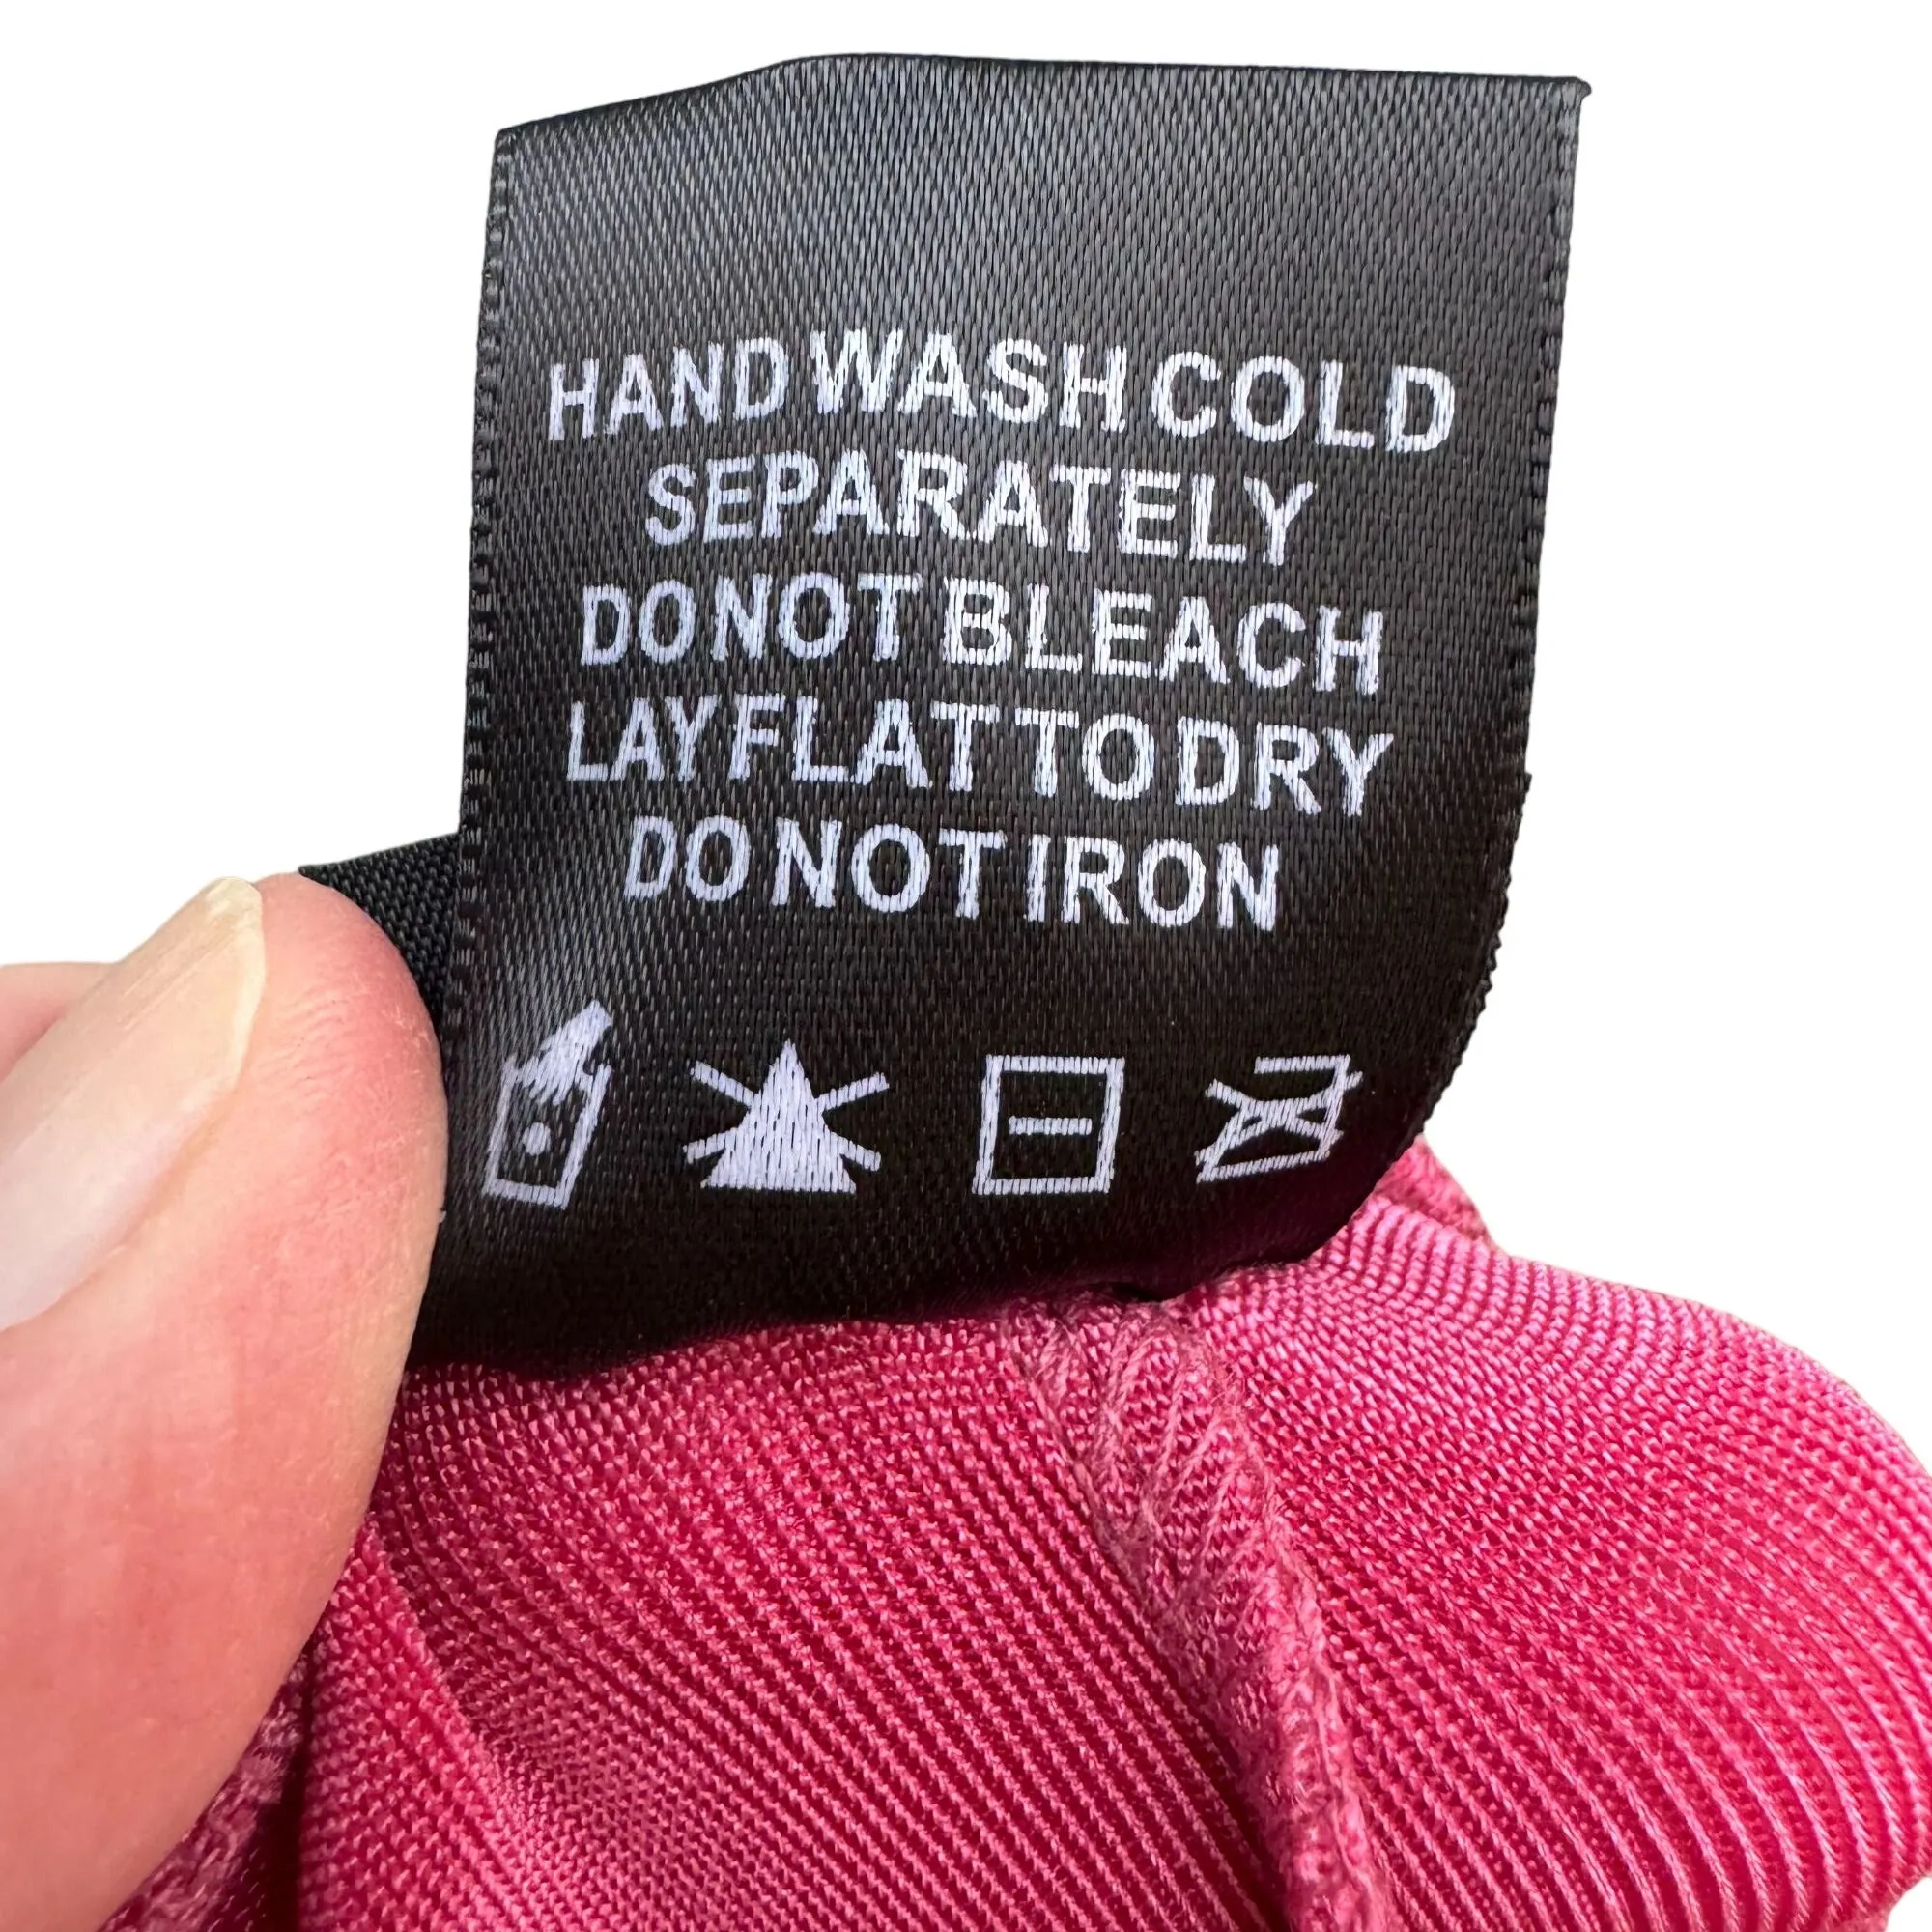 HAND WASH COLD
SEPARATELY
DO NOT BLEACH
LAY FLAT TO DRY
DO NOT IRON